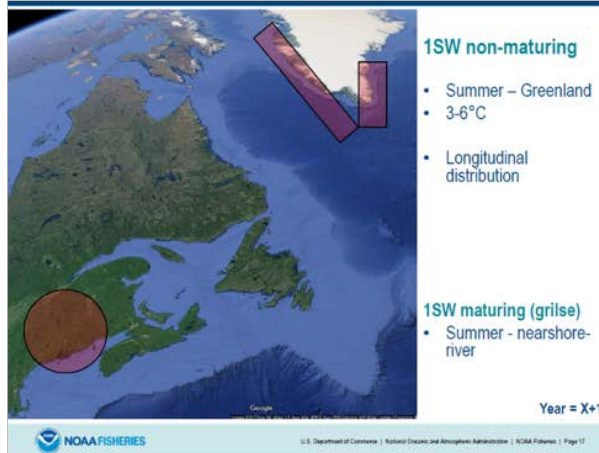 1SW non-maturing
• Summer – Greenland
• 3-6°C
• Longitudinal
distribution
1SW maturing (grilse)
• Summer - nearshore-
river
Google
Year = X+1
NOAA FISHERIES
U.S. Department of Commerce | National Oceanic and Atmospheric Administration | NOAA Fisheries | Page 17